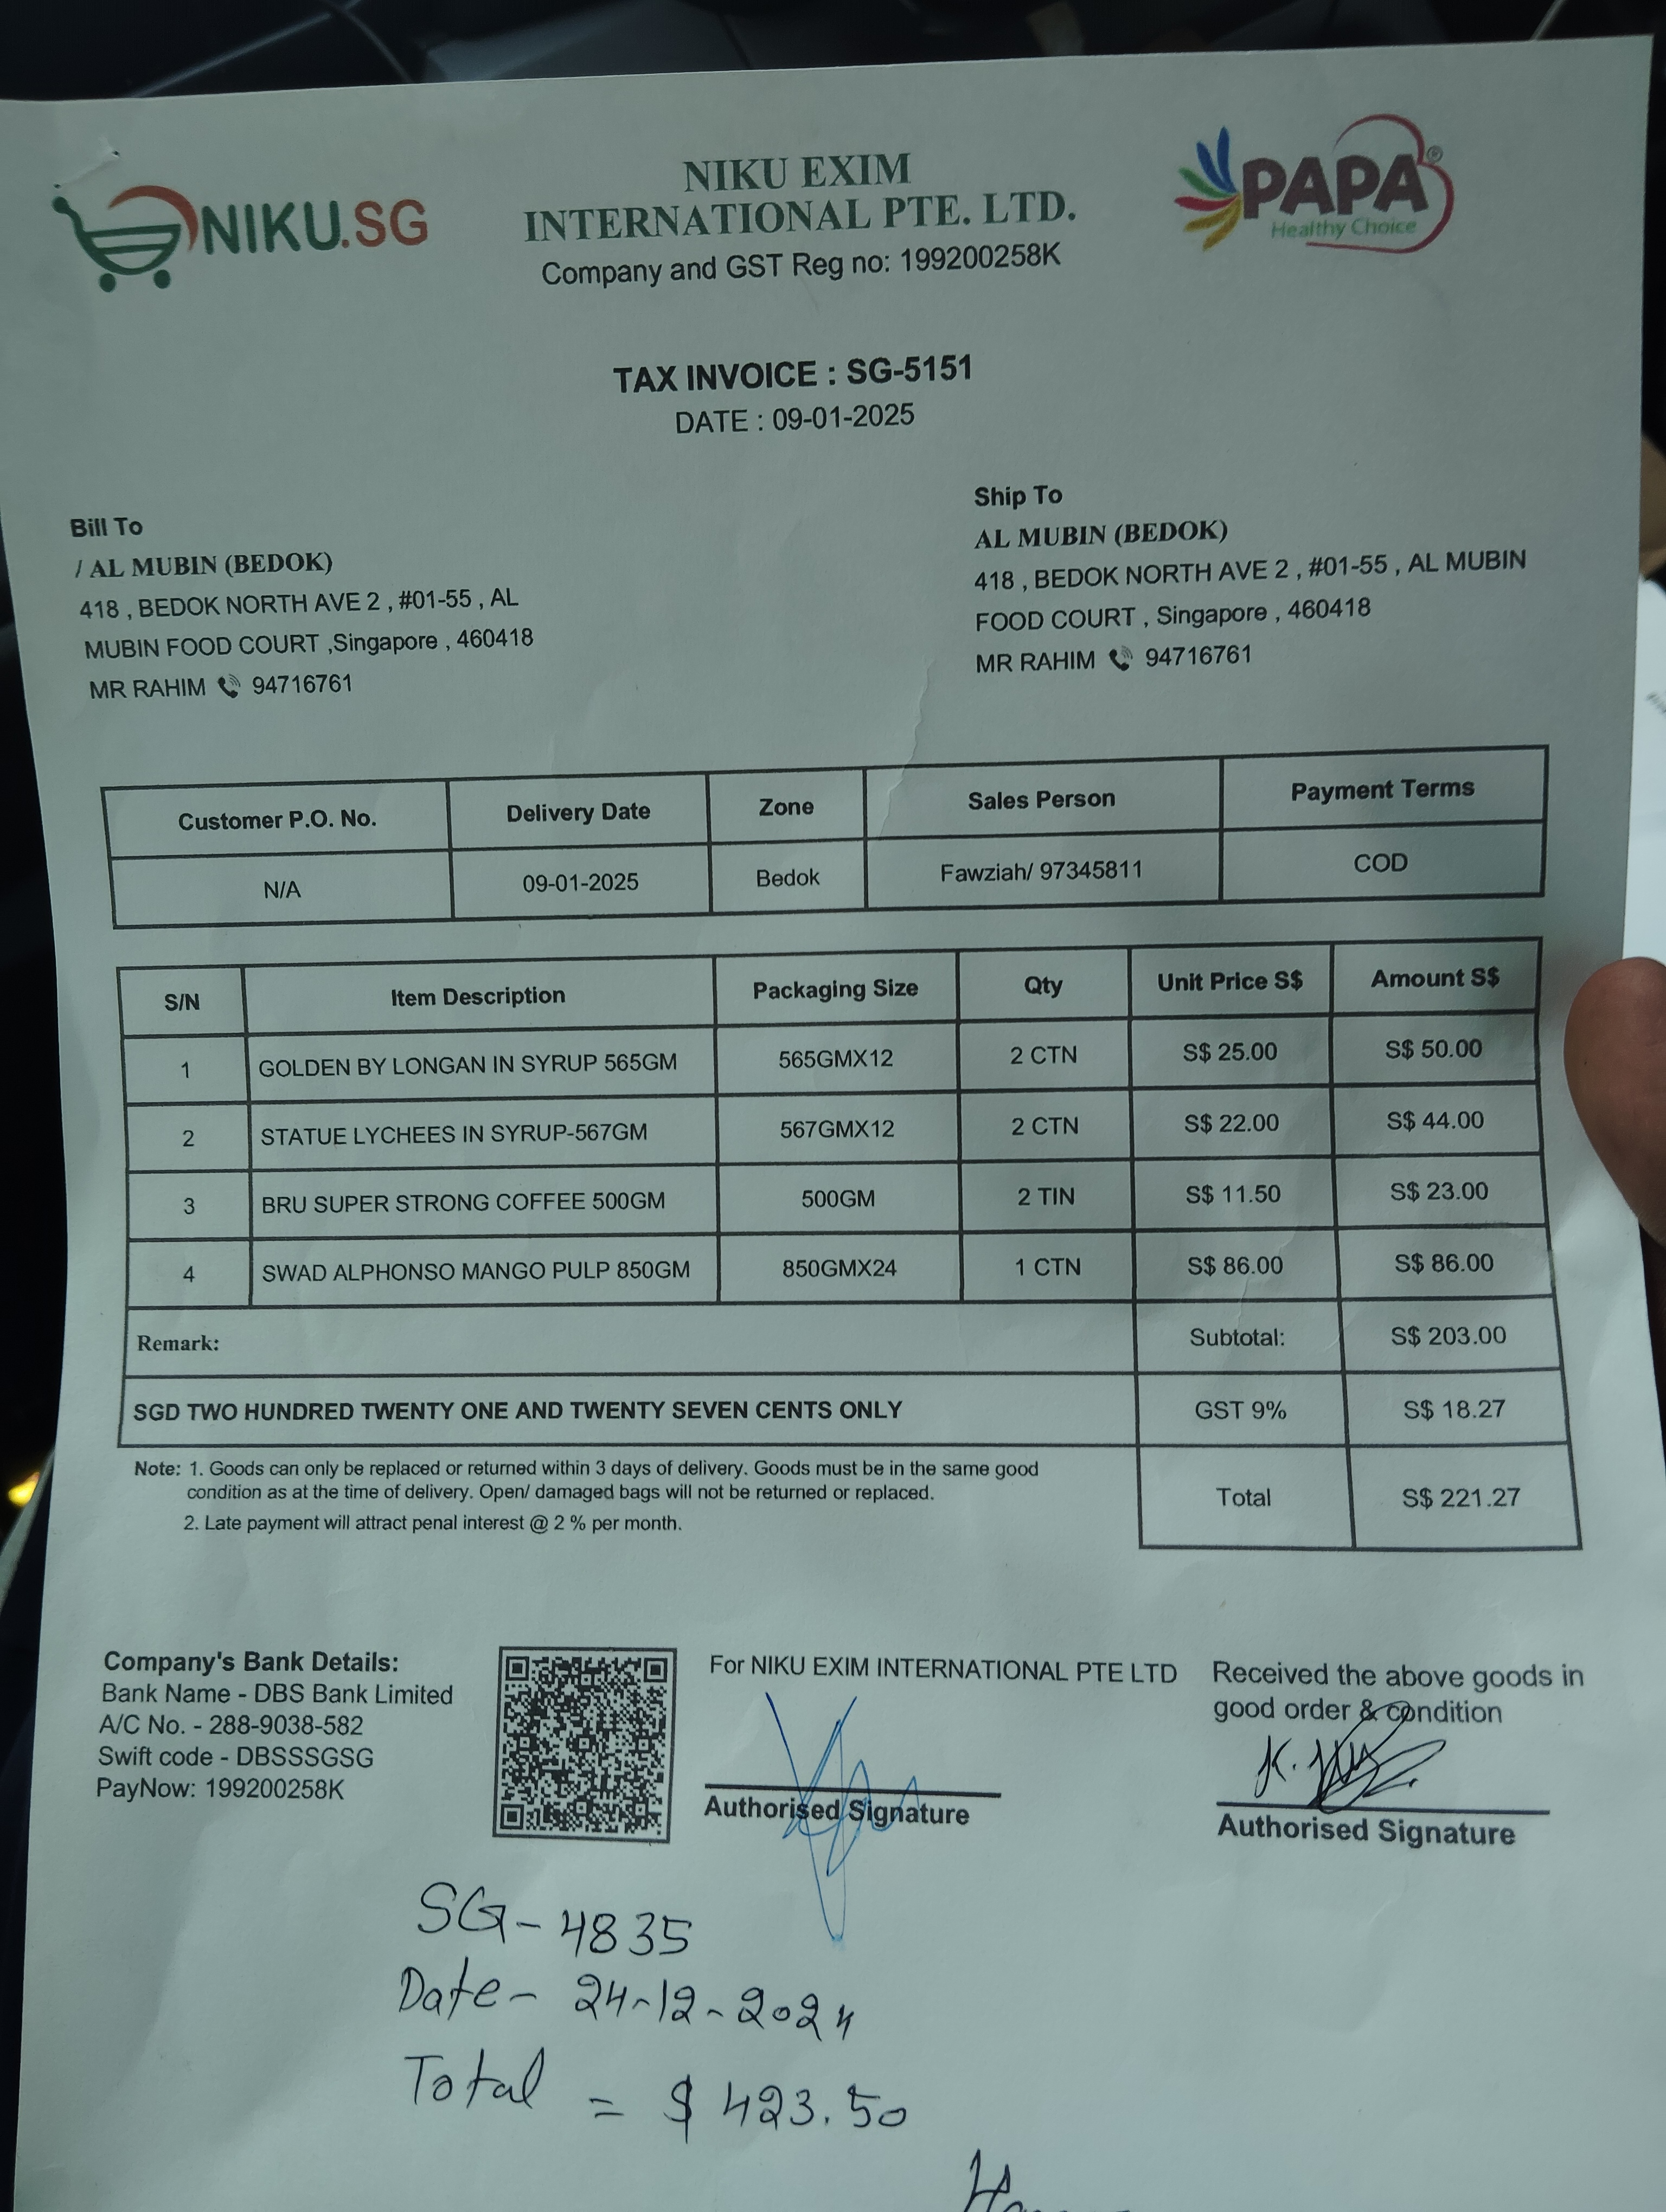 NIKU.SG
NIKU EXIM
INTERNATIONAL PTE. LTD.
Company and GST Reg no: 199200258K
PAPA®
Healthy Choice
TAX INVOICE : SG-5151
DATE : 09-01-2025
Bill To
/ AL MUBIN (BEDOK)
418 , BEDOK NORTH AVE 2 , #01-55 , AL
MUBIN FOOD COURT ,Singapore , 460418
MR RAHIM 94716761
Ship To
AL MUBIN (BEDOK)
418 , BEDOK NORTH AVE 2 , #01-55 , AL MUBIN
FOOD COURT , Singapore , 460418
MR RAHIM 94716761
Customer P.O. No. Delivery Date Zone Sales Person Payment Terms
N/A 09-01-2025 Bedok Fawziah/ 97345811 COD
S/N Item Description Packaging Size Qty Unit Price S$ Amount S$
1 GOLDEN BY LONGAN IN SYRUP 565GM 565GMX12 2 CTN S$ 25.00 S$ 50.00
2 STATUE LYCHEES IN SYRUP-567GM 567GMX12 2 CTN S$ 22.00 S$ 44.00
3 BRU SUPER STRONG COFFEE 500GM 500GM 2 TIN S$ 11.50 S$ 23.00
4 SWAD ALPHONSO MANGO PULP 850GM 850GMX24 1 CTN S$ 86.00 S$ 86.00
Remark: Subtotal: S$ 203.00
SGD TWO HUNDRED TWENTY ONE AND TWENTY SEVEN CENTS ONLY GST 9% S$ 18.27
Note: 1. Goods can only be replaced or returned within 3 days of delivery. Goods must be in the same good
condition as at the time of delivery. Open/ damaged bags will not be returned or replaced.
2. Late payment will attract penal interest @ 2 % per month.
Total S$ 221.27
Company's Bank Details:
Bank Name - DBS Bank Limited
A/C No. - 288-9038-582
Swift code - DBSSSGSG
PayNow: 199200258K
For NIKU EXIM INTERNATIONAL PTE LTD
Authorised Signature
Received the above goods in
good order & condition
Authorised Signature
SG-4835
Date- 24-12-2024
Total = $ 423.50